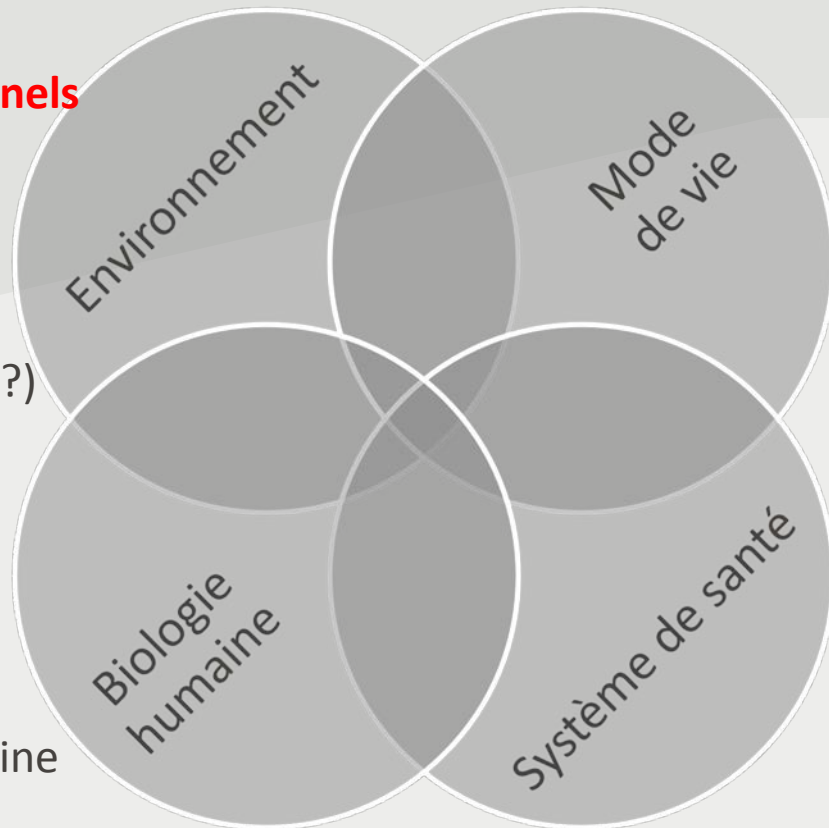 nels
Environnement
Mode
de vie
?)
Biologie
humaine
Système de santé
ine